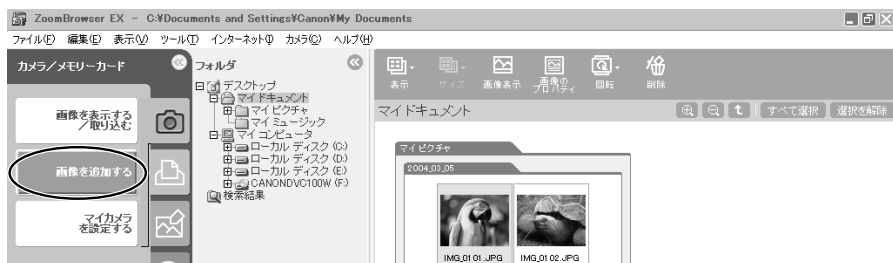 ZoomBrowser EX - C:¥Documents and Settings¥Canon¥My Documents
ファイル(F) 編集(E) 表示(V) ツール(T) インターネット(I) カメラ(C) ヘルプ(H)
カメラ/メモリーカード
画像を表示する
/取り込む
画像を追加する
マイカメラ
を設定する
フォルダ
デスクトップ
マイドキュメント
マイピクチャ
マイミュージック
マイコンピュータ
ローカル ディスク (C:)
ローカル ディスク (D:)
ローカル ディスク (E:)
CANONDVC100W (F:)
検索結果
表示 サイズ 画像表示 画像のプロパティ 回転 削除
マイドキュメント すべて選択 選択を解除
マイピクチャ
2004_03_05
IMG_0101.JPG IMG_0102.JPG